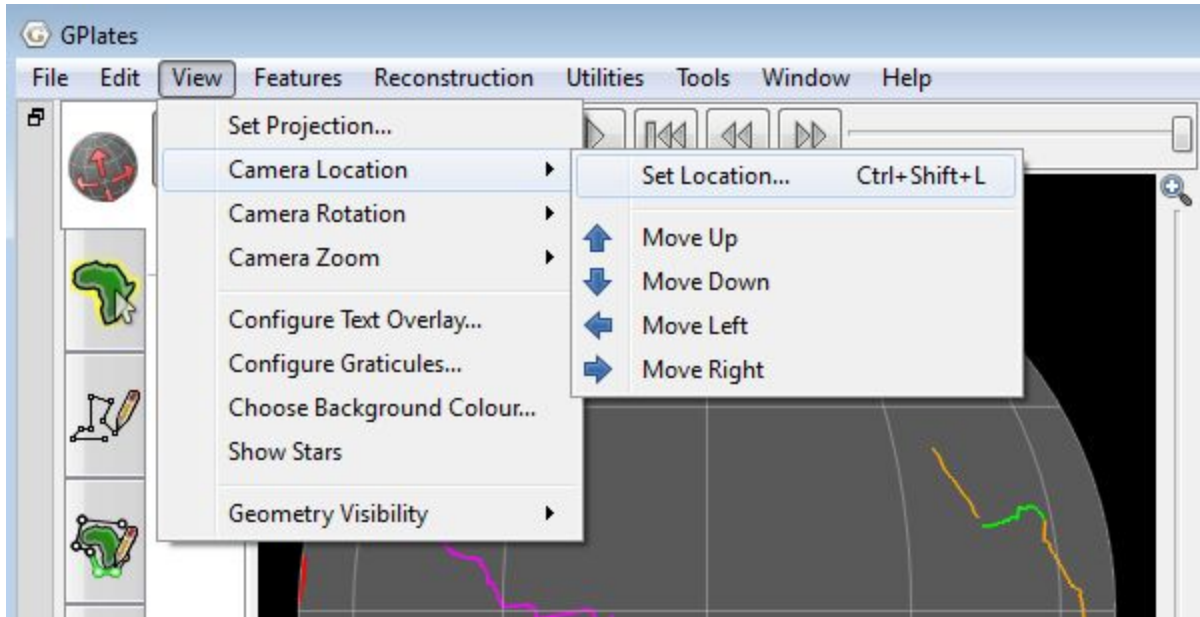 GPlates
File Edit View Features Reconstruction Utilities Tools Window Help
Set Projection...
Camera Location
Camera Rotation
Camera Zoom
Configure Text Overlay...
Configure Graticules...
Choose Background Colour...
Show Stars
Geometry Visibility
Set Location... Ctrl+Shift+L
Move Up
Move Down
Move Left
Move Right